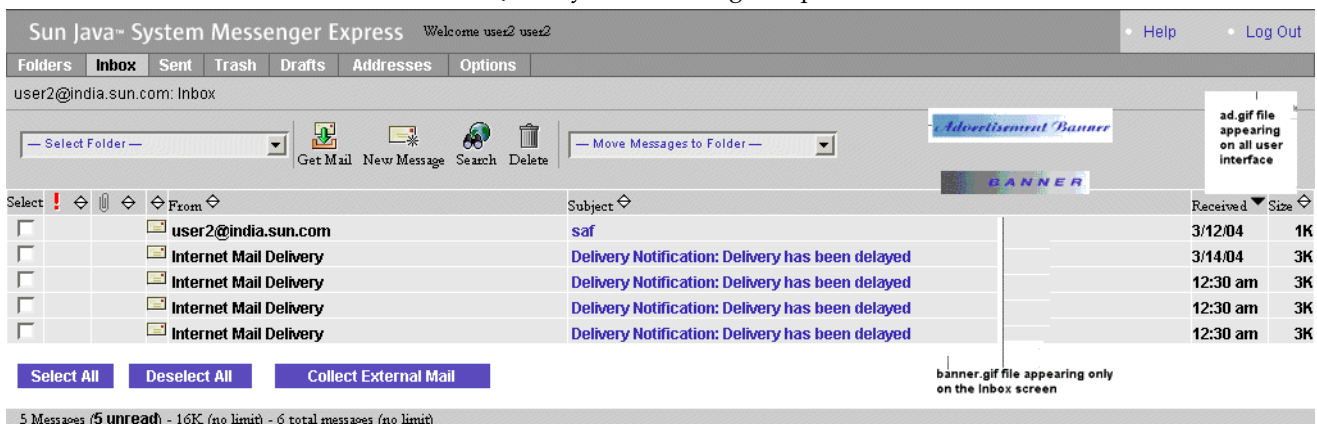 Sun Java™ System Messenger Express Welcome user2 user2
Help Log Out
Folders Inbox Sent Trash Drafts Addresses Options
user2@india.sun.com: Inbox
— Select Folder —
Get Mail New Message Search Delete
— Move Messages to Folder —
Advertisement Banner
ad.gif file
appearing
on all user
interface
BANNER
Select ! From Subject Received Size
user2@india.sun.com saf 3/12/04 1K
Internet Mail Delivery Delivery Notification: Delivery has been delayed 3/14/04 3K
Internet Mail Delivery Delivery Notification: Delivery has been delayed 12:30 am 3K
Internet Mail Delivery Delivery Notification: Delivery has been delayed 12:30 am 3K
Internet Mail Delivery Delivery Notification: Delivery has been delayed 12:30 am 3K
Select All Deselect All Collect External Mail
banner.gif file appearing only
on the Inbox screen
5 Messages (5 unread) - 16K (no limit) - 6 total messages (no limit)